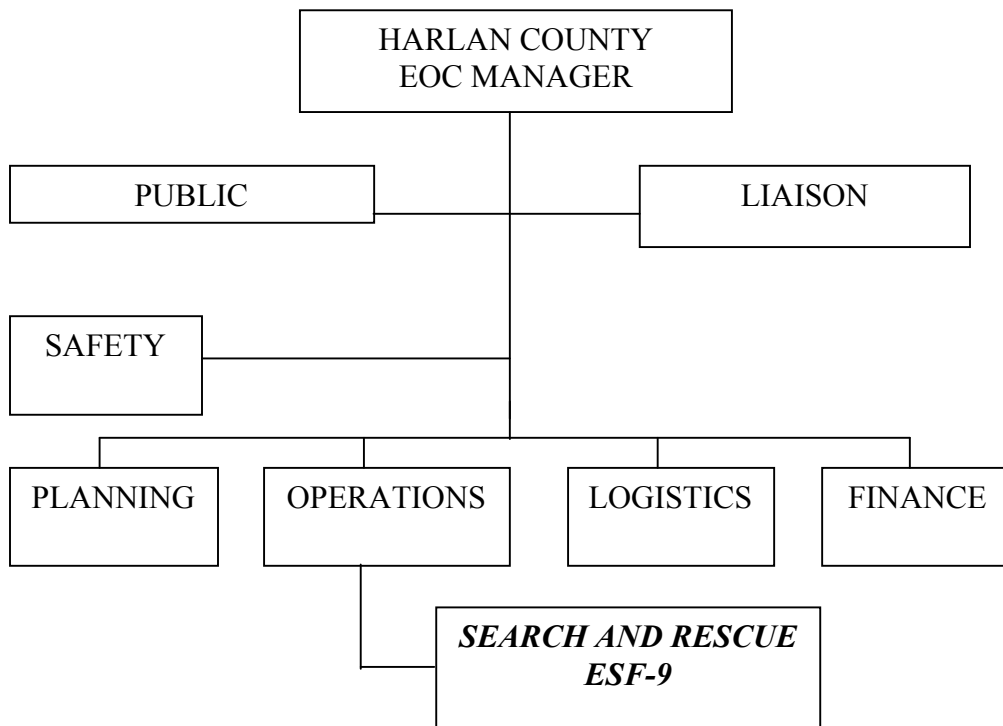 HARLAN COUNTY
EOC MANAGER
PUBLIC
LIAISON
SAFETY
PLANNING
OPERATIONS
LOGISTICS
FINANCE
SEARCH AND RESCUE
ESF-9